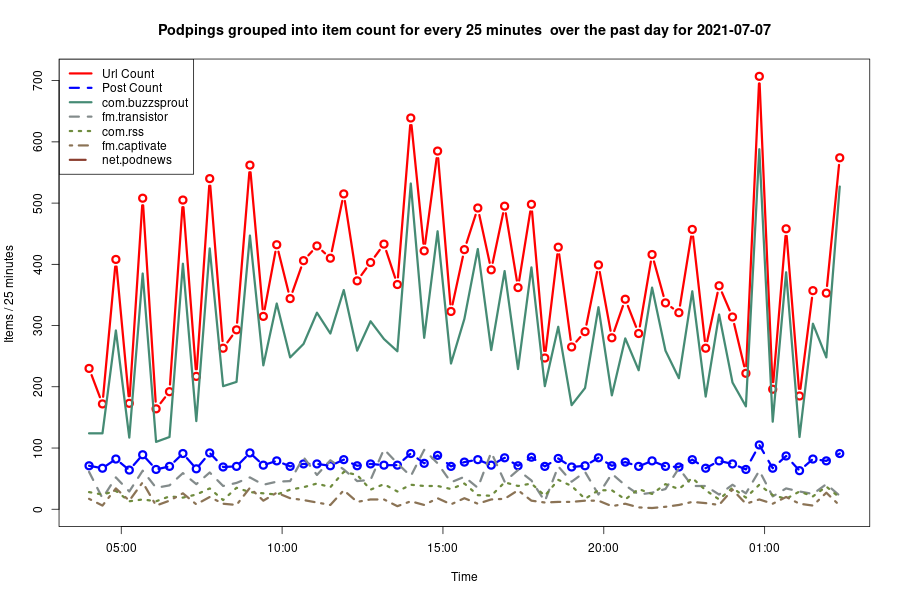 Podpings grouped into item count for every 25 minutes  over the past day for 2021-07-07
Url Count
Post Count
com.buzzsprout
fm.transistor
com.rss
fm.captivate
net.podnews
Items / 25 minutes
700
600
500
400
300
200
100
0
05:00 10:00 15:00 20:00 01:00
Time